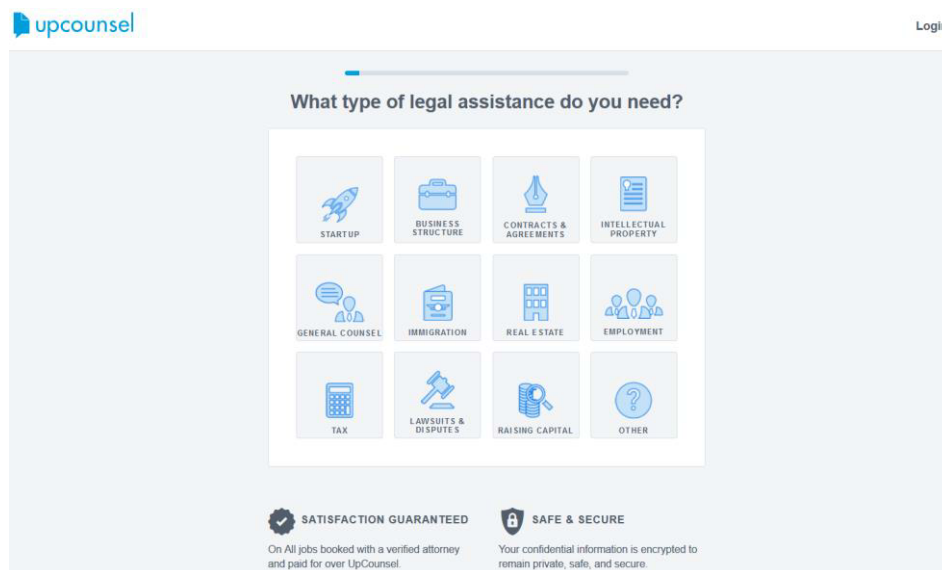 upcounsel
Login
What type of legal assistance do you need?
STARTUP
BUSINESS
STRUCTURE
CONTRACTS &
AGREEMENTS
INTELLECTUAL
PROPERTY
GENERAL COUNSEL
IMMIGRATION
REAL ESTATE
EMPLOYMENT
TAX
LAWSUITS &
DISPUTES
RAISING CAPITAL
OTHER
SATISFACTION GUARANTEED
On All jobs booked with a verified attorney
and paid for over UpCounsel.
SAFE & SECURE
Your confidential information is encrypted to
remain private, safe, and secure.